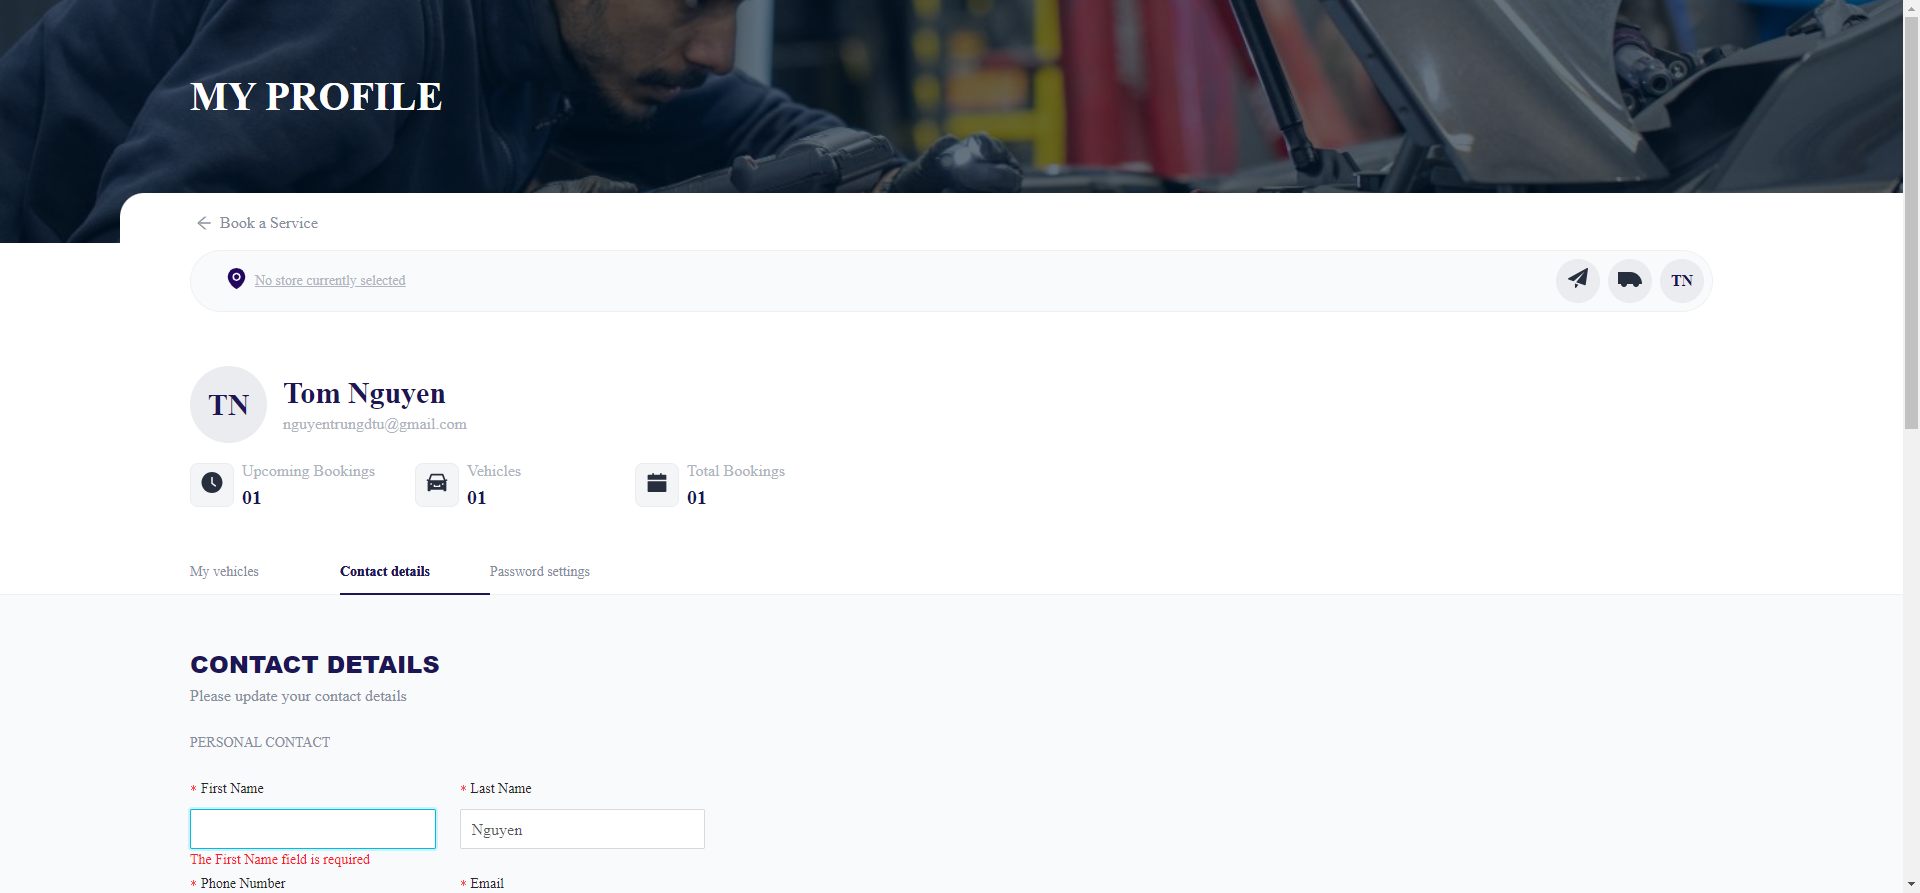 MY PROFILE
Book a Service
No store currently selected
TN
TN
Tom Nguyen
nguyentrungdtu@gmail.com
Upcoming Bookings
01
Vehicles
01
Total Bookings
01
My vehicles
Contact details
Password settings
CONTACT DETAILS
Please update your contact details
PERSONAL CONTACT
* First Name
* Last Name
Nguyen
The First Name field is required
* Phone Number
* Email